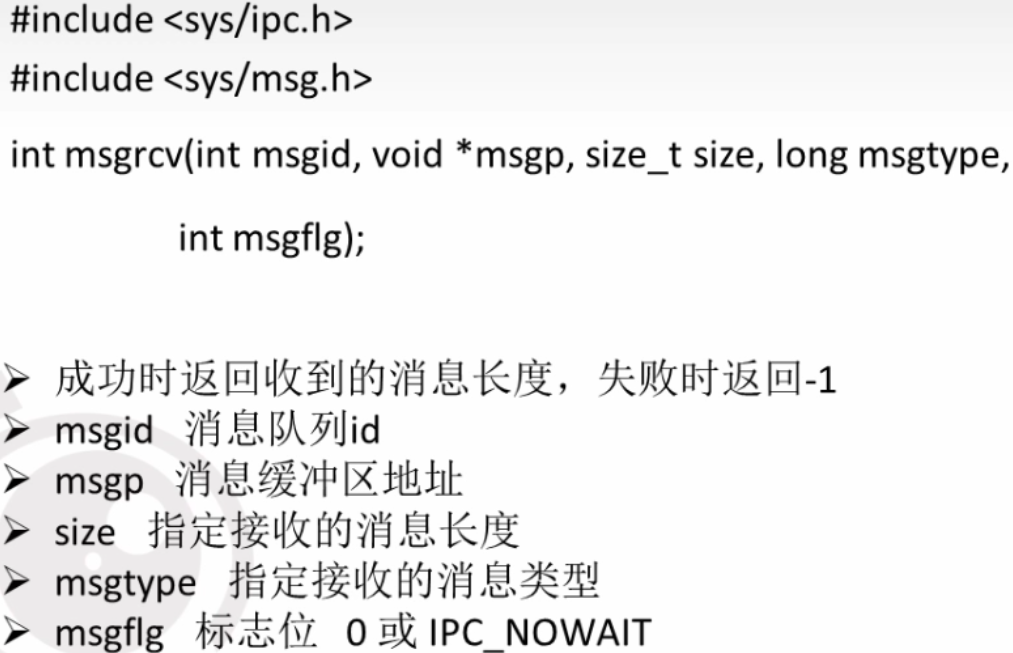 #include <sys/ipc.h>
#include <sys/msg.h>
int msgrcv(int msgid, void *msgp, size_t size, long msgtype,
int msgflg);
➢ 成功时返回收到的消息长度，失败时返回-1
➢ msgid 消息队列id
➢ msgp 消息缓冲区地址
➢ size 指定接收的消息长度
➢ msgtype 指定接收的消息类型
➢ msgflg 标志位 0 或 IPC_NOWAIT